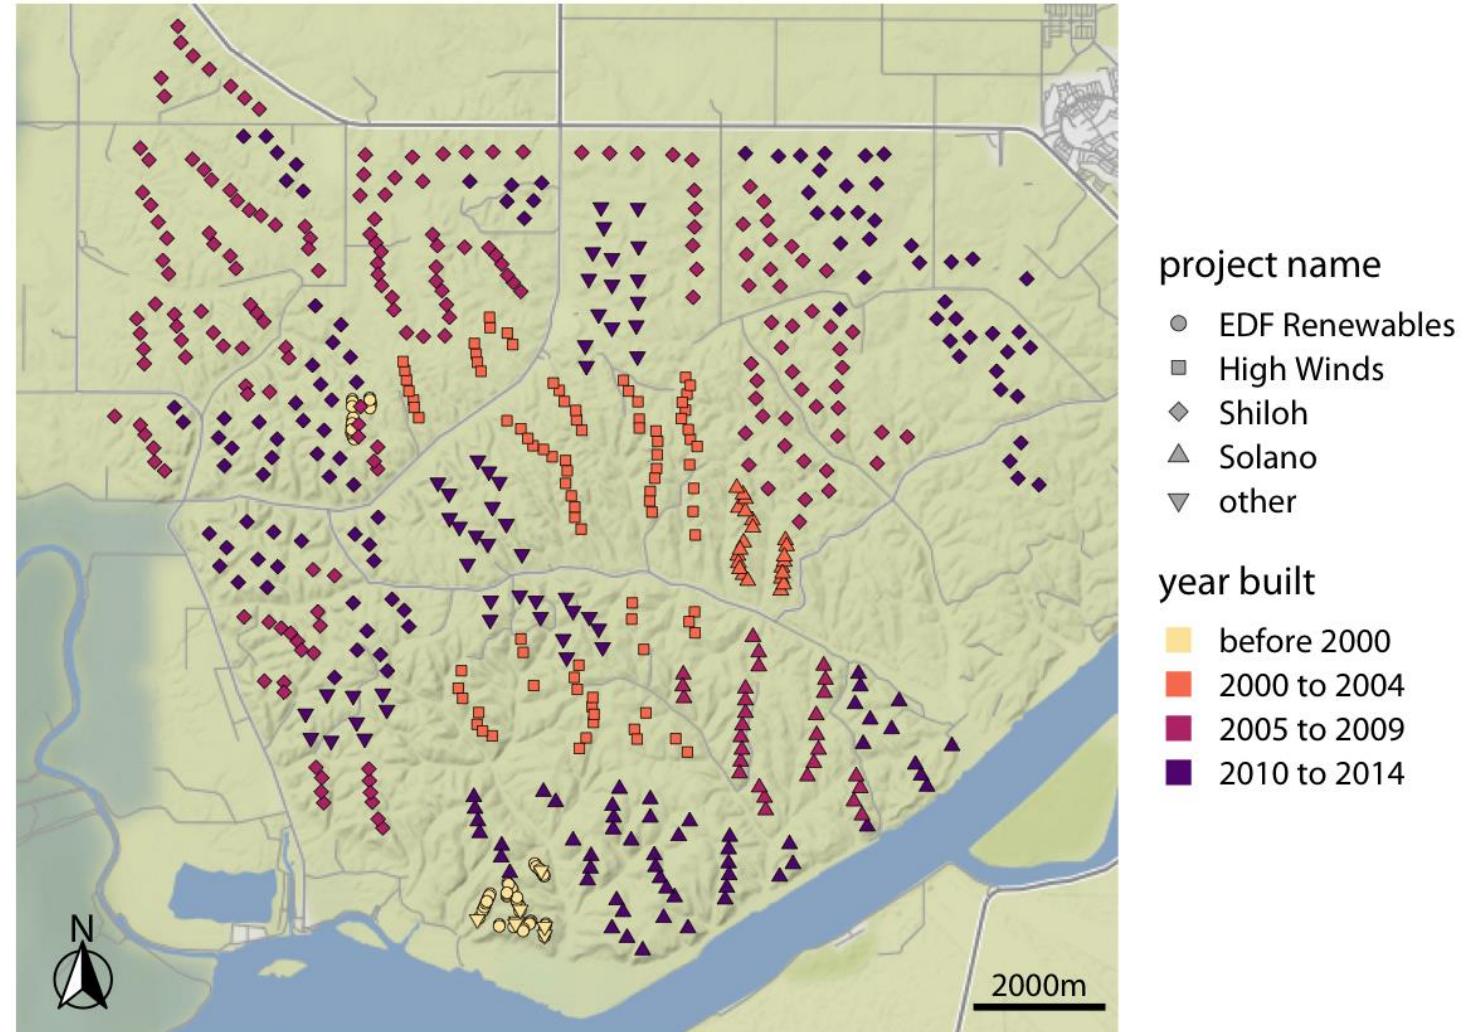 project name
EDF Renewables
High Winds
Shiloh
Solano
other
year built
before 2000
2000 to 2004
2005 to 2009
2010 to 2014
N
2000m